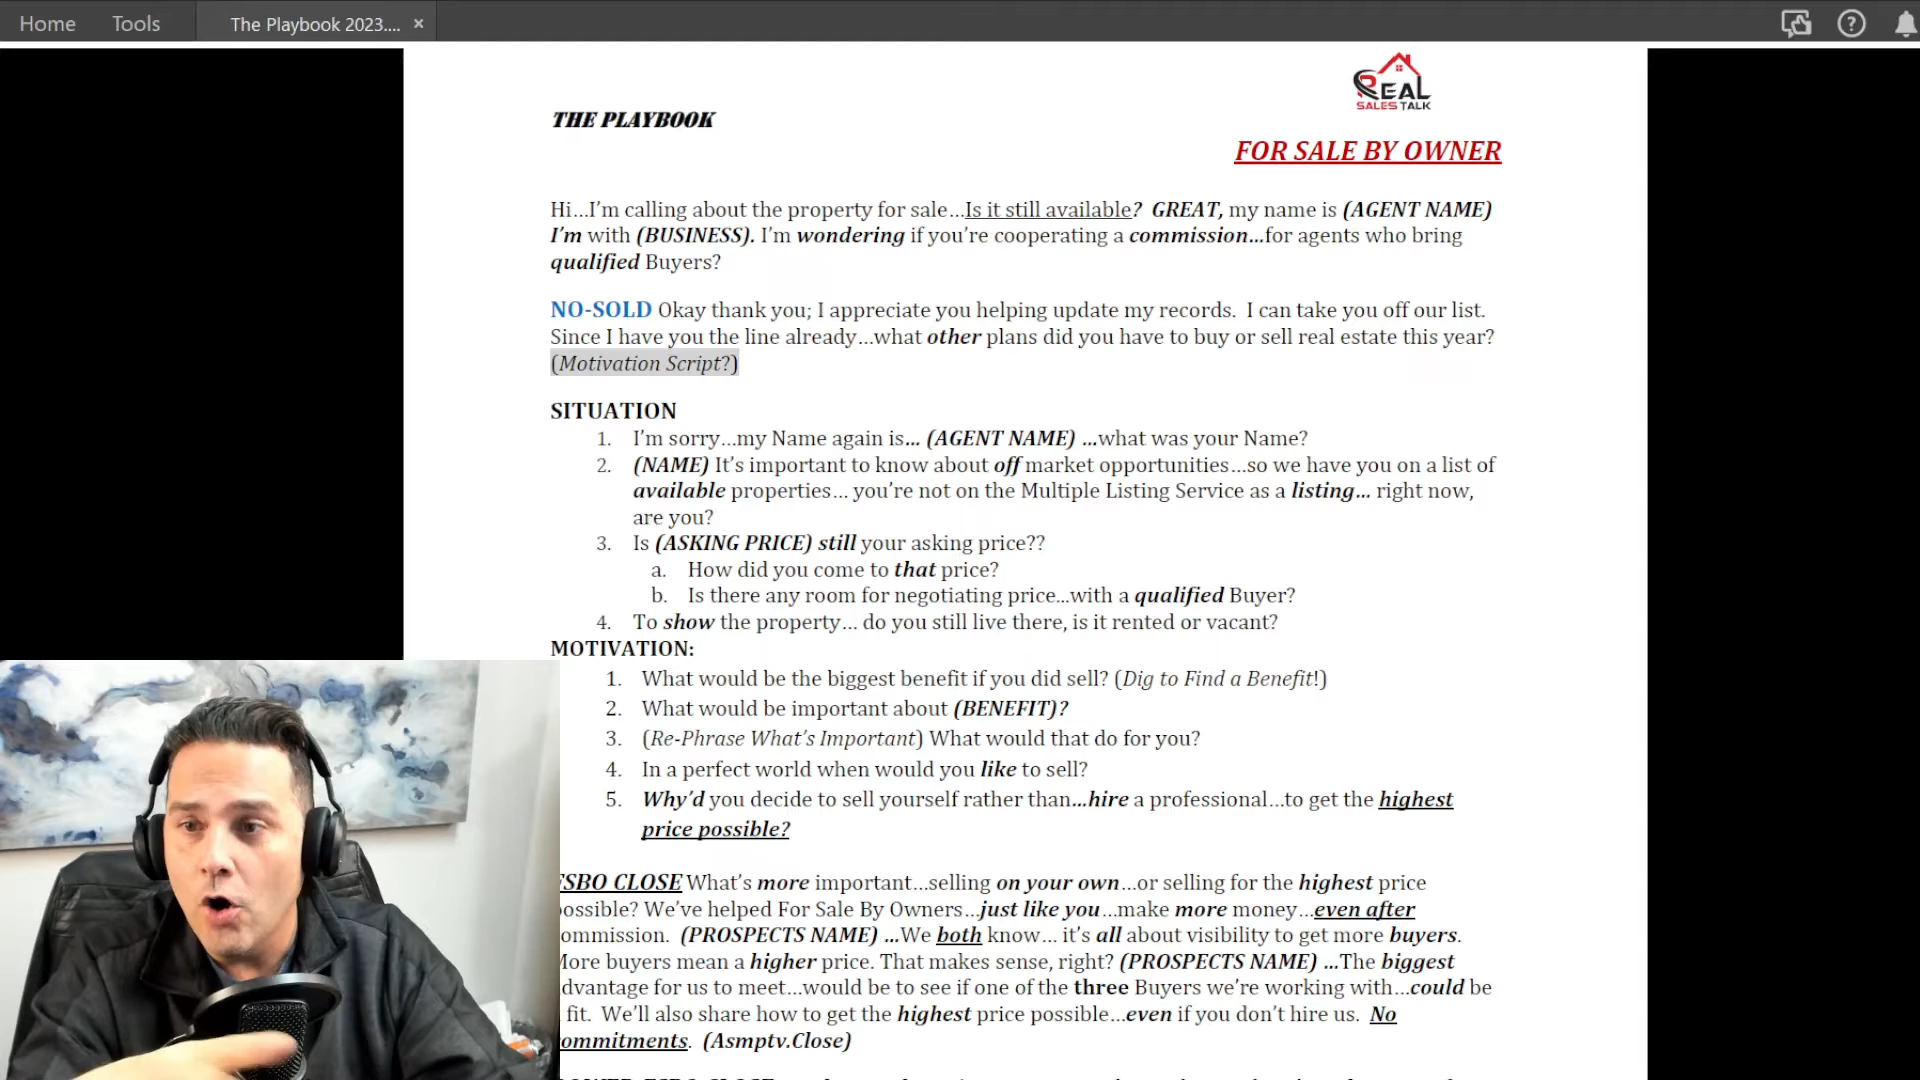 Home Tools The Playbook 2023.... ×
REAL
SALES TALK
THE PLAYBOOK
FOR SALE BY OWNER
Hi…I’m calling about the property for sale…Is it still available? GREAT, my name is (AGENT NAME)
I’m with (BUSINESS). I’m wondering if you’re cooperating a commission…for agents who bring
qualified Buyers?
NO-SOLD Okay thank you; I appreciate you helping update my records. I can take you off our list.
Since I have you the line already…what other plans did you have to buy or sell real estate this year?
(Motivation Script?)
SITUATION
1. I’m sorry…my Name again is… (AGENT NAME) …what was your Name?
2. (NAME) It’s important to know about off market opportunities…so we have you on a list of
available properties… you’re not on the Multiple Listing Service as a listing… right now,
are you?
3. Is (ASKING PRICE) still your asking price??
a. How did you come to that price?
b. Is there any room for negotiating price…with a qualified Buyer?
4. To show the property… do you still live there, is it rented or vacant?
MOTIVATION:
1. What would be the biggest benefit if you did sell? (Dig to Find a Benefit!)
2. What would be important about (BENEFIT)?
3. (Re-Phrase What’s Important) What would that do for you?
4. In a perfect world when would you like to sell?
5. Why’d you decide to sell yourself rather than…hire a professional…to get the highest
price possible?
FSBO CLOSE What’s more important…selling on your own…or selling for the highest price
possible? We’ve helped For Sale By Owners…just like you…make more money…even after
commission. (PROSPECTS NAME) …We both know… it’s all about visibility to get more buyers.
More buyers mean a higher price. That makes sense, right? (PROSPECTS NAME) …The biggest
advantage for us to meet…would be to see if one of the three Buyers we’re working with…could be
fit. We’ll also share how to get the highest price possible…even if you don’t hire us. No
commitments. (Asmptv.Close)